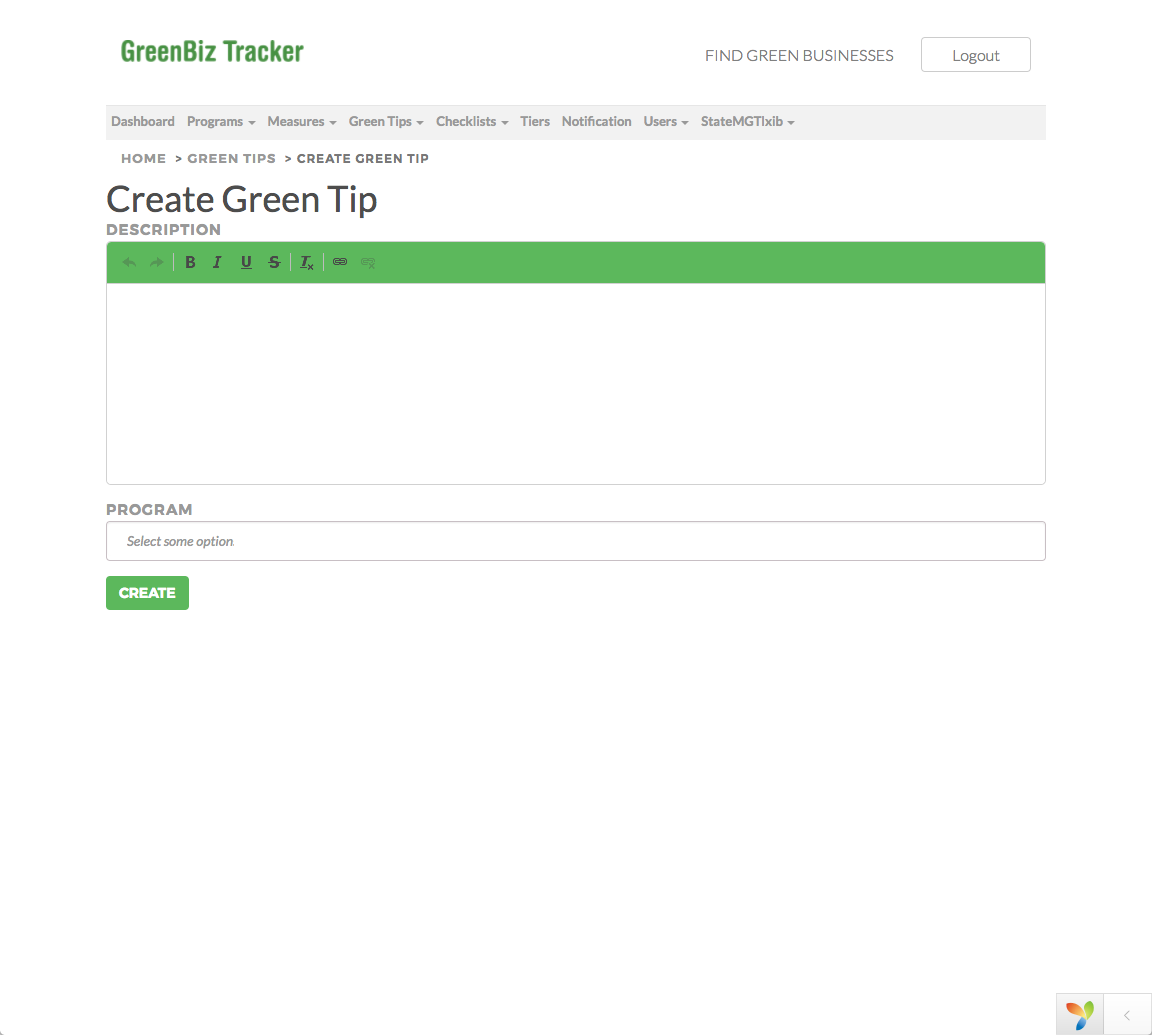 GreenBiz Tracker
FIND GREEN BUSINESSES
Logout
Dashboard Programs Measures Green Tips Checklists Tiers Notification Users StateMGTlxib
HOME > GREEN TIPS > CREATE GREEN TIP
Create Green Tip
DESCRIPTION
B I U S Tx
PROGRAM
Select some option
CREATE